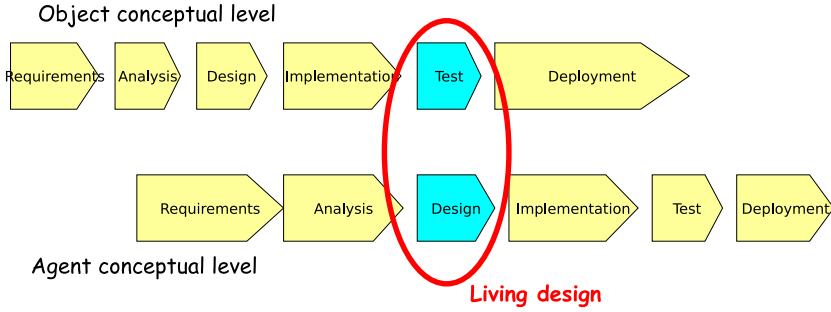 Object conceptual level
Requirements
Analysis
Design
Implementation
Test
Deployment
Requirements
Analysis
Design
Implementation
Test
Deployment
Agent conceptual level
Living design